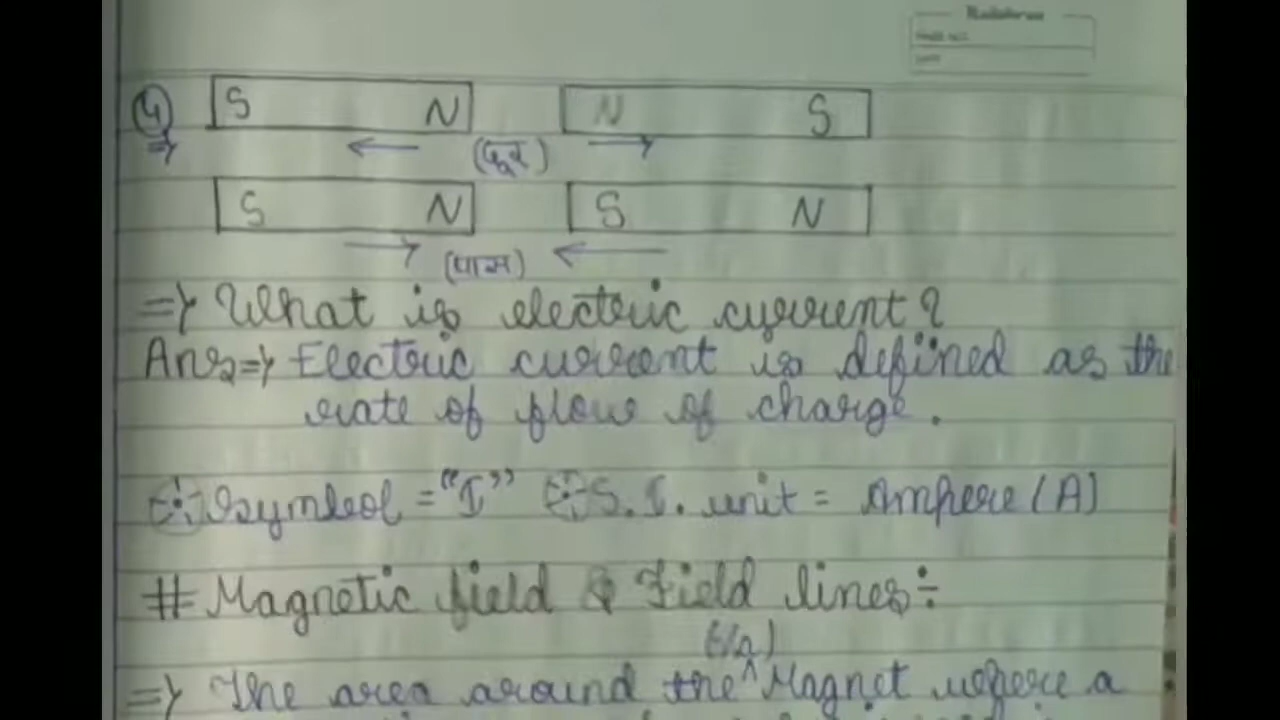 4
S N N S
⇒ ← (दूर) →
S N S N
→ (पास) ←
⇒ What is electric current?
Ans ⇒ Electric current is defined as the
rate of flow of charge.
Symbol = "I" S.I. unit = Ampere (A)
# Magnetic field & Field lines ÷
(/a)
⇒ The area around the ^ Magnet where a